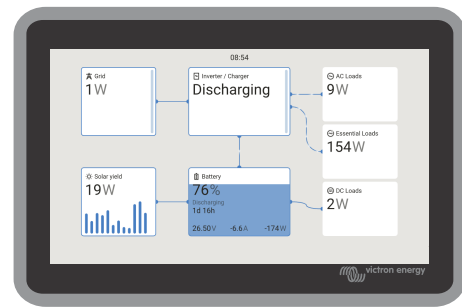 08:54
Grid
1W
Inverter / Charger
Discharging
AC Loads
9W
Essential Loads
154W
Solar yield
19W
Battery
76%
Discharging
1d 16h
26.50V -6.6A -174W
DC Loads
2W
victron energy